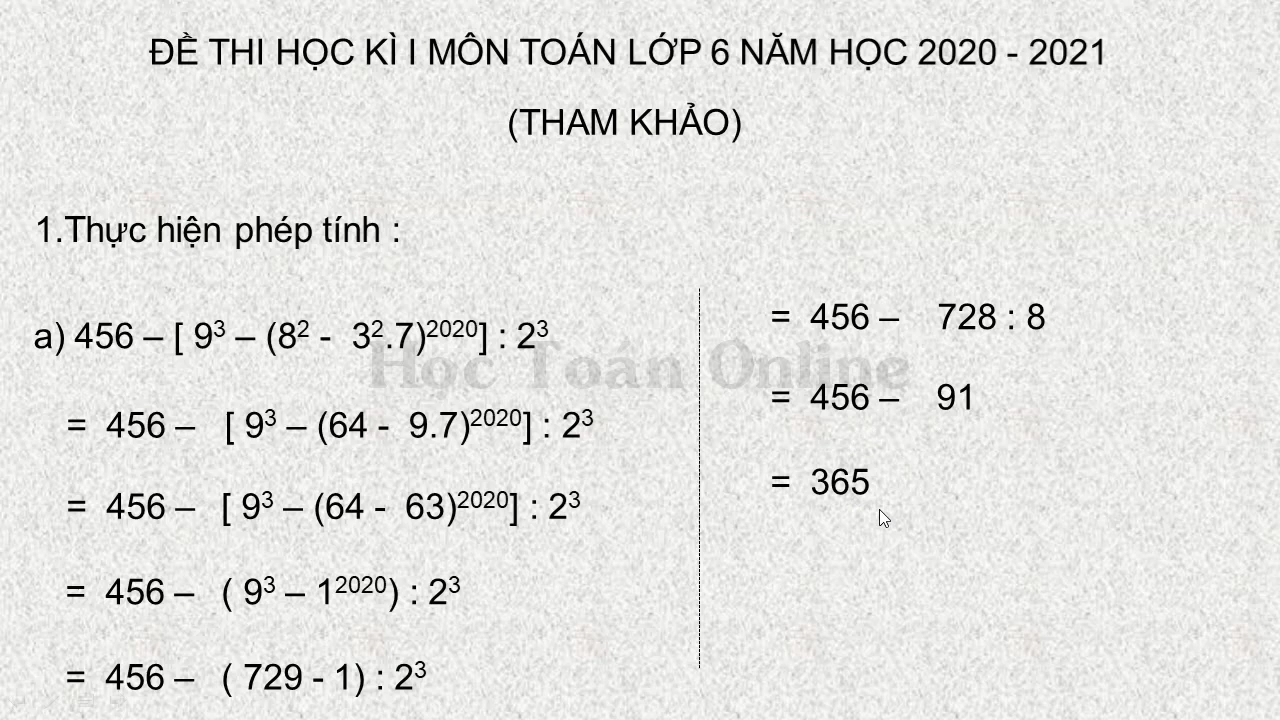 ĐỀ THI HỌC KÌ I MÔN TOÁN LỚP 6 NĂM HỌC 2020 - 2021
(THAM KHẢO)
1.Thực hiện phép tính :
Học Toán Online
a) 456 – [ 9³ – (8² - 3².7)²⁰²⁰] : 2³
= 456 – [ 9³ – (64 - 9.7)²⁰²⁰] : 2³
= 456 – [ 9³ – (64 - 63)²⁰²⁰] : 2³
= 456 – ( 9³ – 1²⁰²⁰) : 2³
= 456 – ( 729 - 1) : 2³
= 456 – 728 : 8
= 456 – 91
= 365